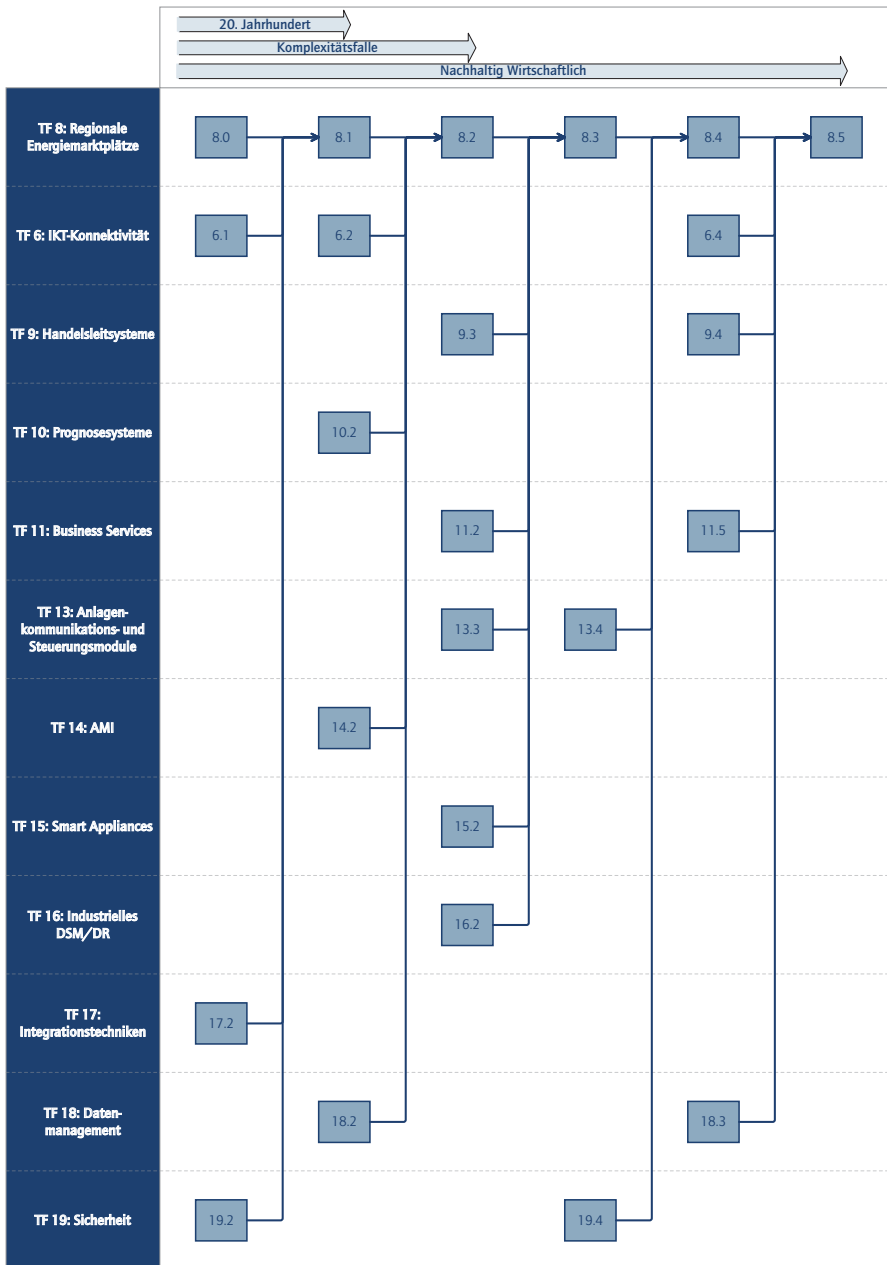 20. Jahrhundert
Komplexitätsfalle
Nachhaltig Wirtschaftlich
TF 8: Regionale
Energiemarktplätze
8.0
8.1
8.2
8.3
8.4
8.5
TF 6: IKT-Konnektivität
6.1
6.2
6.4
TF 9: Handelsleitsysteme
9.3
9.4
TF 10: Prognosesysteme
10.2
TF 11: Business Services
11.2
11.5
TF 13: Anlagen-
kommunikations- und
Steuerungsmodule
13.3
13.4
TF 14: AMI
14.2
TF 15: Smart Appliances
15.2
TF 16: Industrielles
DSM/DR
16.2
TF 17:
Integrationstechniken
17.2
TF 18: Daten-
management
18.2
18.3
TF 19: Sicherheit
19.2
19.4